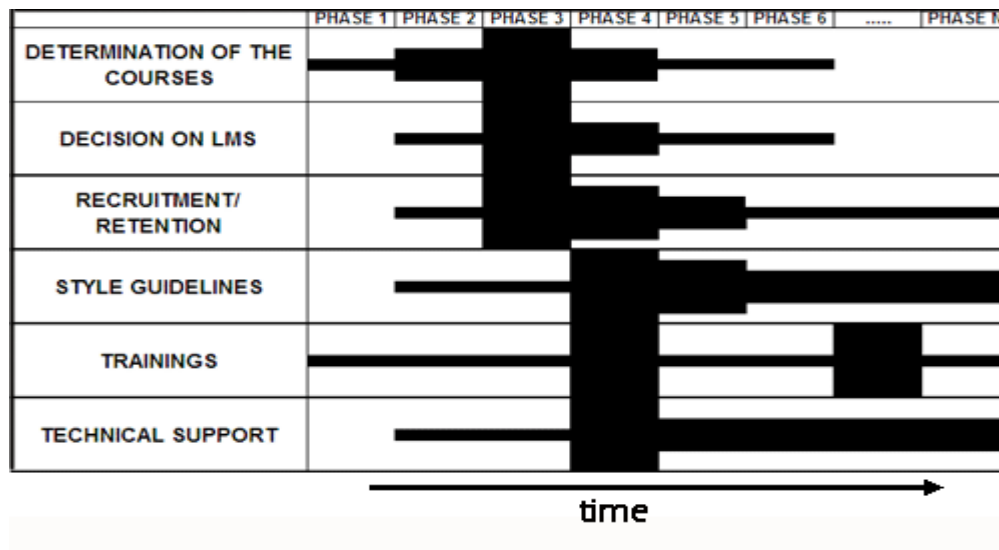 PHASE 1 PHASE 2 PHASE 3 PHASE 4 PHASE 5 PHASE 6 ..... PHASE N
DETERMINATION OF THE
COURSES
DECISION ON LMS
RECRUITMENT/
RETENTION
STYLE GUIDELINES
TRAININGS
TECHNICAL SUPPORT
time